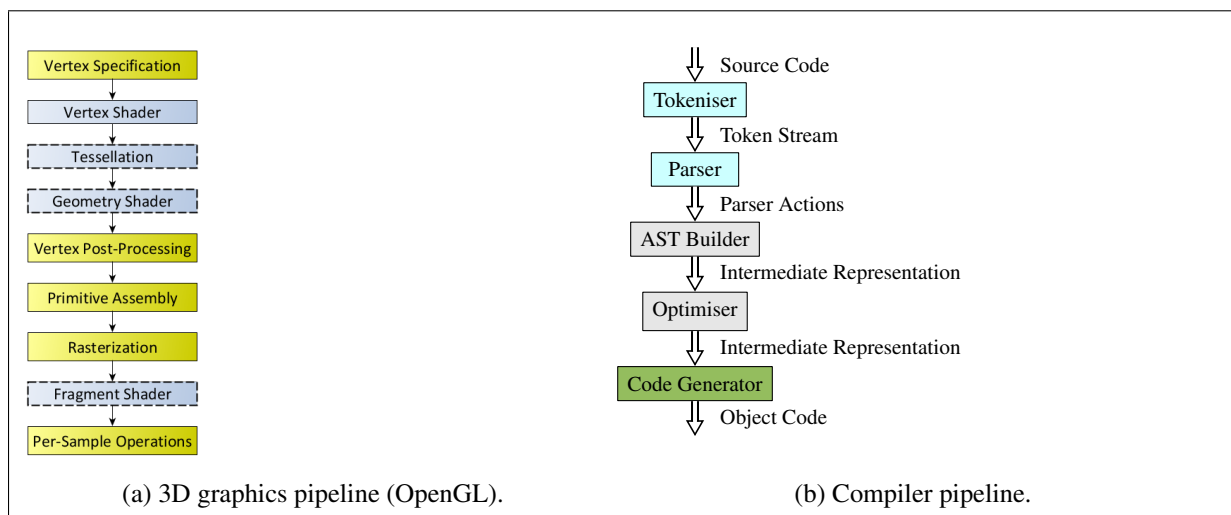 Vertex Specification
Vertex Shader
Tessellation
Geometry Shader
Vertex Post-Processing
Primitive Assembly
Rasterization
Fragment Shader
Per-Sample Operations
(a) 3D graphics pipeline (OpenGL).
Source Code
Tokeniser
Token Stream
Parser
Parser Actions
AST Builder
Intermediate Representation
Optimiser
Intermediate Representation
Code Generator
Object Code
(b) Compiler pipeline.